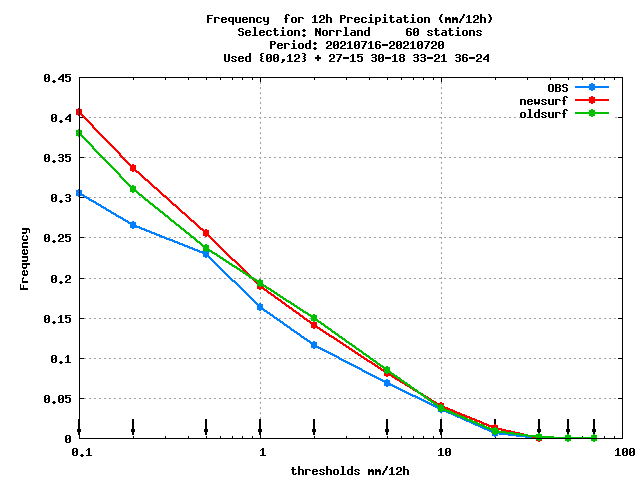 Frequency  for 12h Precipitation (mm/12h)
Selection: Norrland     60 stations
Period: 20210716-20210720
Used {00,12} + 27-15 30-18 33-21 36-24
OBS
newsurf
oldsurf
0.45
0.4
0.35
0.3
0.25
0.2
0.15
0.1
0.05
0
Frequency
0.1 1 10 100
thresholds mm/12h